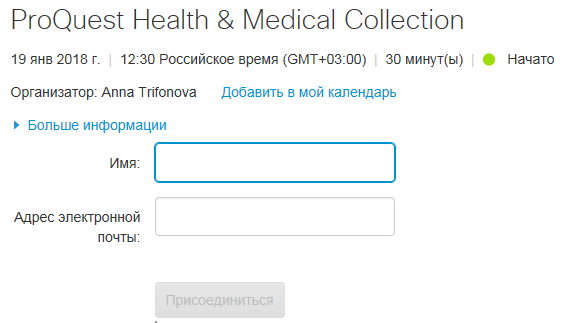 ProQuest Health & Medical Collection
19 янв 2018 г. | 12:30 Российское время (GMT+03:00) | 30 минут(ы) | Начато
Организатор: Anna Trifonova Добавить в мой календарь
Больше информации
Имя:
Адрес электронной
почты:
Присоединиться